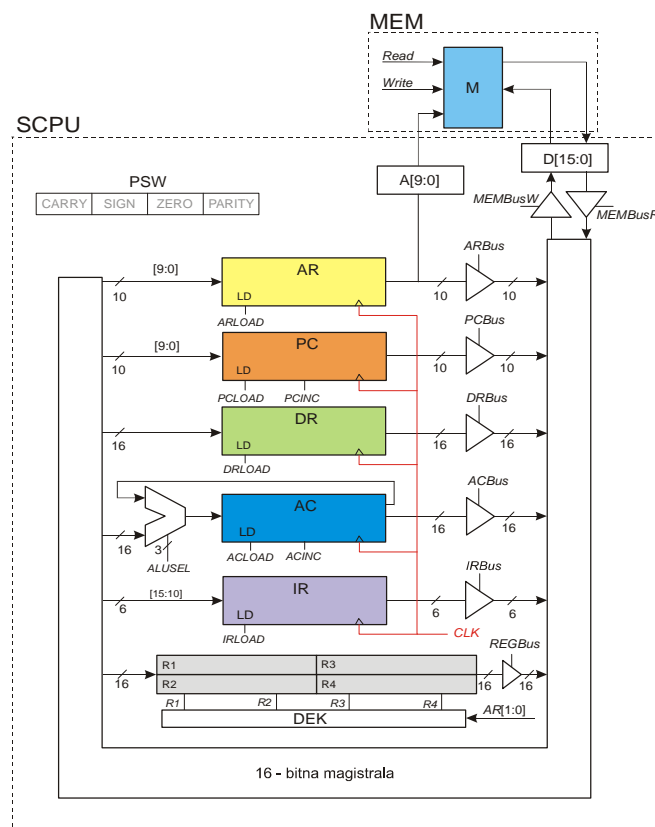 MEM
Read
Write
M
SCPU
D[15:0]
A[9:0]
PSW
CARRY SIGN ZERO PARITY
MEMBusW
MEMBusR
ARBus
[9:0]
AR
10
LD
10
10
ARLOAD
PCBus
[9:0]
PC
10
LD
10
10
PCLOAD
PCINC
DRBus
DR
16
LD
16
16
DRLOAD
ACBus
AC
16
LD
16
16
3
ALUSEL
ACLOAD
ACINC
IRBus
[15:10]
IR
6
LD
6
6
IRLOAD
CLK
REGBus
R1 R3
16
R2 R4
16
16
R1 R2 R3 R4
DEK
AR[1:0]
16 - bitna magistrala